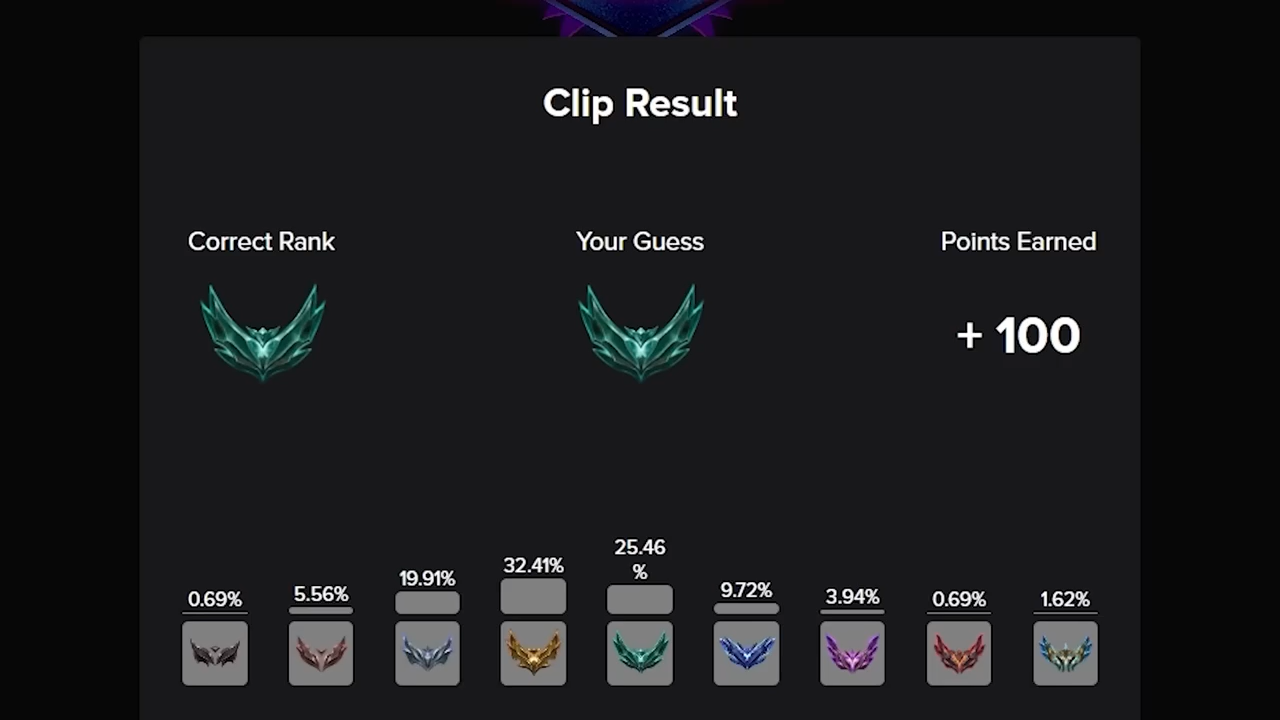 Clip Result
Correct Rank
Your Guess
Points Earned
+ 100
0.69%
5.56%
19.91%
32.41%
25.46
%
9.72%
3.94%
0.69%
1.62%